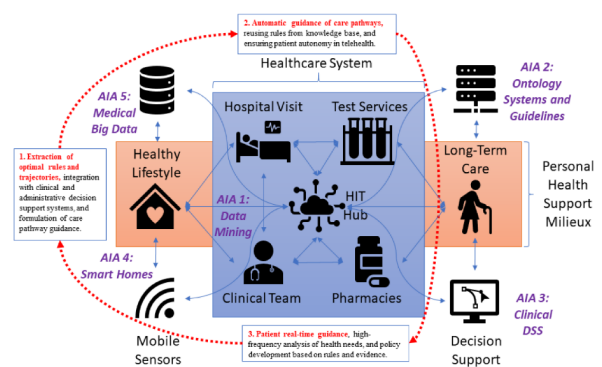 2. Automatic guidance of care pathways,
reusing rules from knowledge base, and
ensuring patient autonomy in telehealth.
Healthcare System
AIA 5:
Medical
Big Data
Hospital Visit
Test Services
AIA 2:
Ontology
Systems and
Guidelines
1. Extraction of
optimal rules and
trajectories, integration
with clinical and
administrative decision
support systems, and
formulation of care
pathway guidance.
Healthy
Lifestyle
AIA 1:
Data
Mining
HIT
Hub
Long-Term
Care
Personal
Health
Support
Milieux
AIA 4:
Smart Homes
Clinical Team
Pharmacies
AIA 3:
Clinical
DSS
Mobile
Sensors
3. Patient real-time guidance, high-
frequency analysis of health needs, and policy
development based on rules and evidence.
Decision
Support